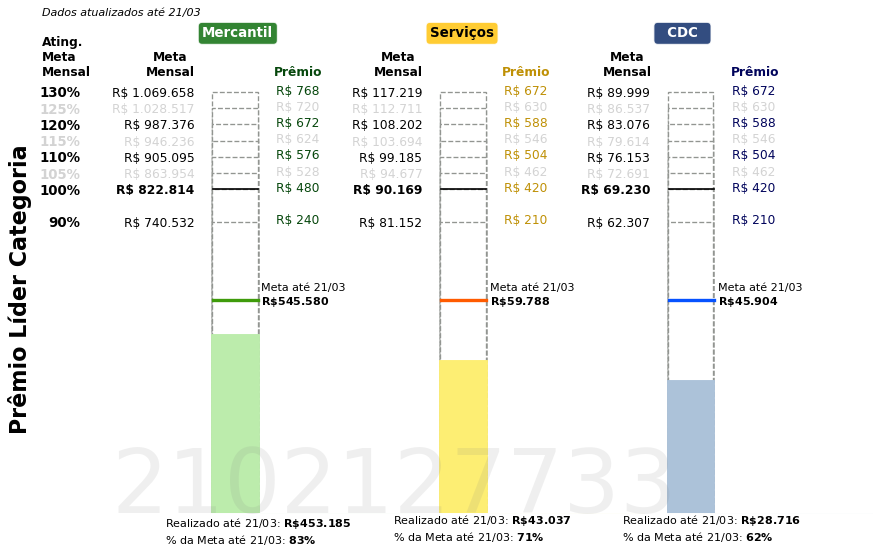 Dados atualizados até 21/03
Mercantil Serviços CDC
Ating. Meta Mensal
Meta Mensal Prêmio Meta Mensal Prêmio Meta Mensal Prêmio
130% R$ 1.069.658 R$ 768 R$ 117.219 R$ 672 R$ 89.999 R$ 672
125% R$ 1.028.517 R$ 720 R$ 112.711 R$ 630 R$ 86.537 R$ 630
120% R$ 987.376 R$ 672 R$ 108.202 R$ 588 R$ 83.076 R$ 588
115% R$ 946.236 R$ 624 R$ 103.694 R$ 546 R$ 79.614 R$ 546
110% R$ 905.095 R$ 576 R$ 99.185 R$ 504 R$ 76.153 R$ 504
105% R$ 863.954 R$ 528 R$ 94.677 R$ 462 R$ 72.691 R$ 462
100% R$ 822.814 R$ 480 R$ 90.169 R$ 420 R$ 69.230 R$ 420
90% R$ 740.532 R$ 240 R$ 81.152 R$ 210 R$ 62.307 R$ 210
Prêmio Líder Categoria
Meta até 21/03 Meta até 21/03 Meta até 21/03
R$545.580 R$59.788 R$45.904
2102127733
Realizado até 21/03: R$453.185 Realizado até 21/03: R$43.037 Realizado até 21/03: R$28.716
% da Meta até 21/03: 83% % da Meta até 21/03: 71% % da Meta até 21/03: 62%